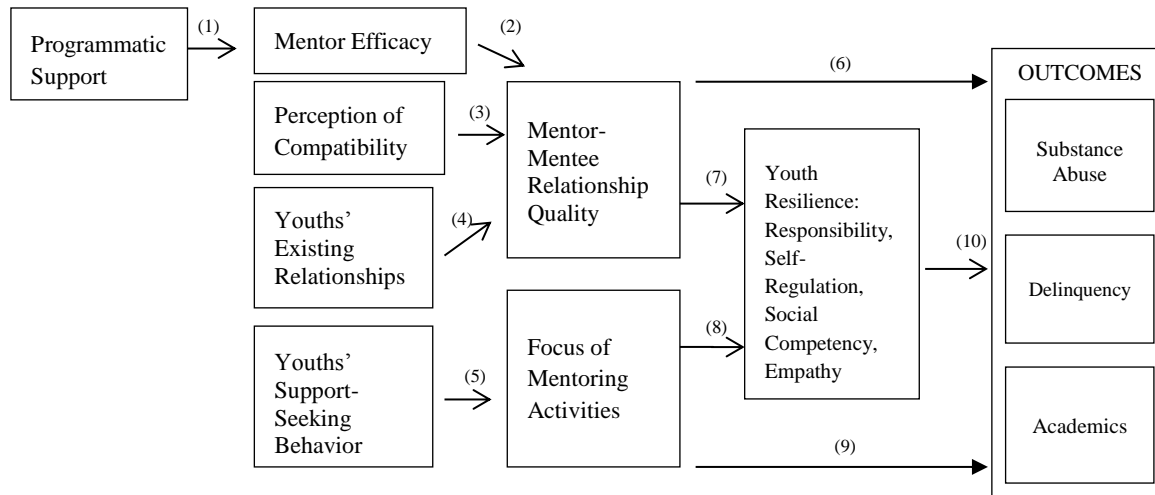 Programmatic
Support
(1)
Mentor Efficacy
(2)
Perception of
Compatibility
(3)
Youths’
Existing
Relationships
(4)
Youths’
Support-
Seeking
Behavior
(5)
Mentor-
Mentee
Relationship
Quality
Focus of
Mentoring
Activities
(6)
(7)
(8)
(9)
Youth
Resilience:
Responsibility,
Self-
Regulation,
Social
Competency,
Empathy
(10)
OUTCOMES
Substance
Abuse
Delinquency
Academics